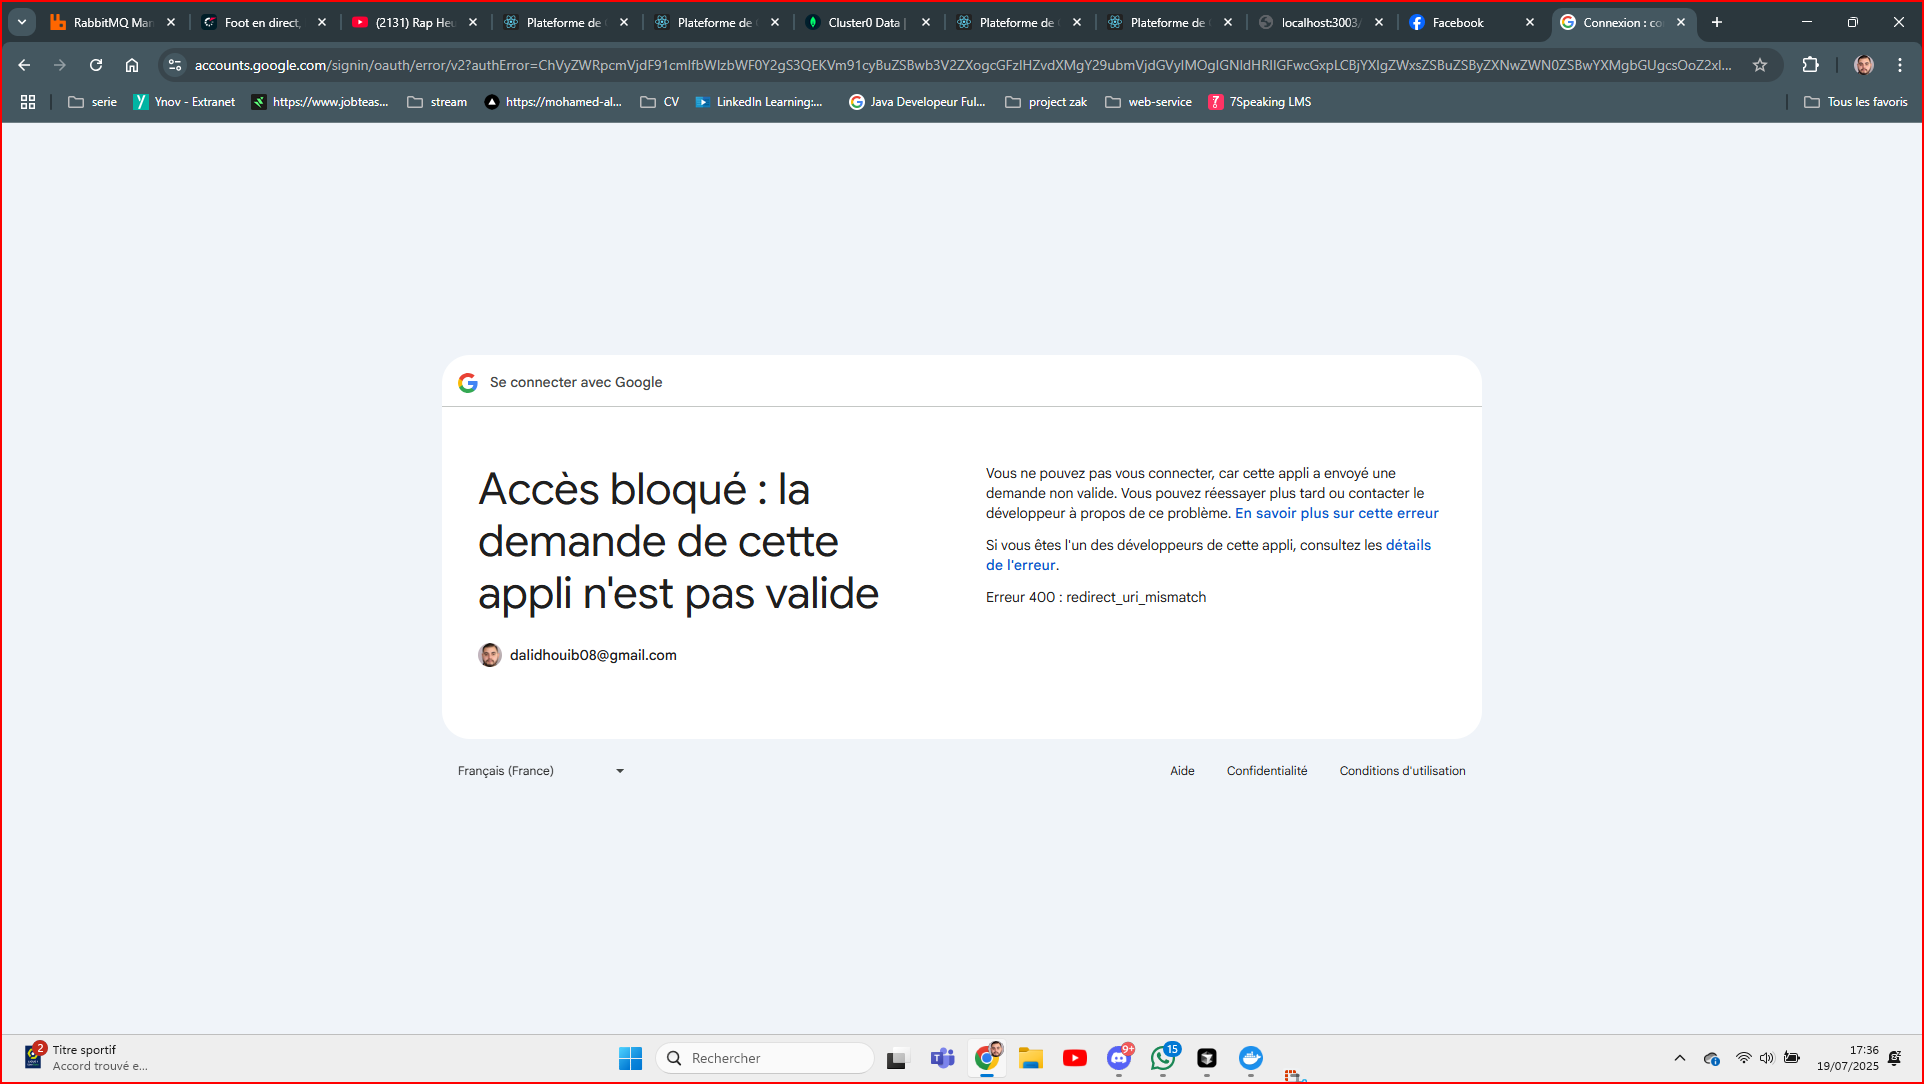 RabbitMQ Mar
Foot en direct,
(2131) Rap Heu
Plateforme de
Plateforme de
Cluster0 Data |
Plateforme de
Plateforme de
localhost:3003/
Facebook
Connexion : co
accounts.google.com/signin/oauth/error/v2?authError=
serie
Ynov - Extranet
https://www.jobteas...
stream
https://mohamed-al...
CV
LinkedIn Learning:...
Java Developeur Ful...
project zak
web-service
7Speaking LMS
Tous les favoris
Se connecter avec Google
Accès bloqué : la
demande de cette
appli n'est pas valide
dalidhouib08@gmail.com
Vous ne pouvez pas vous connecter, car cette appli a envoyé une
demande non valide. Vous pouvez réessayer plus tard ou contacter le
développeur à propos de ce problème. En savoir plus sur cette erreur
Si vous êtes l'un des développeurs de cette appli, consultez les détails
de l'erreur.
Erreur 400 : redirect_uri_mismatch
Français (France)
Aide
Confidentialité
Conditions d'utilisation
2
Titre sportif
Accord trouvé e...
Rechercher
9+
15
17:36
19/07/2025